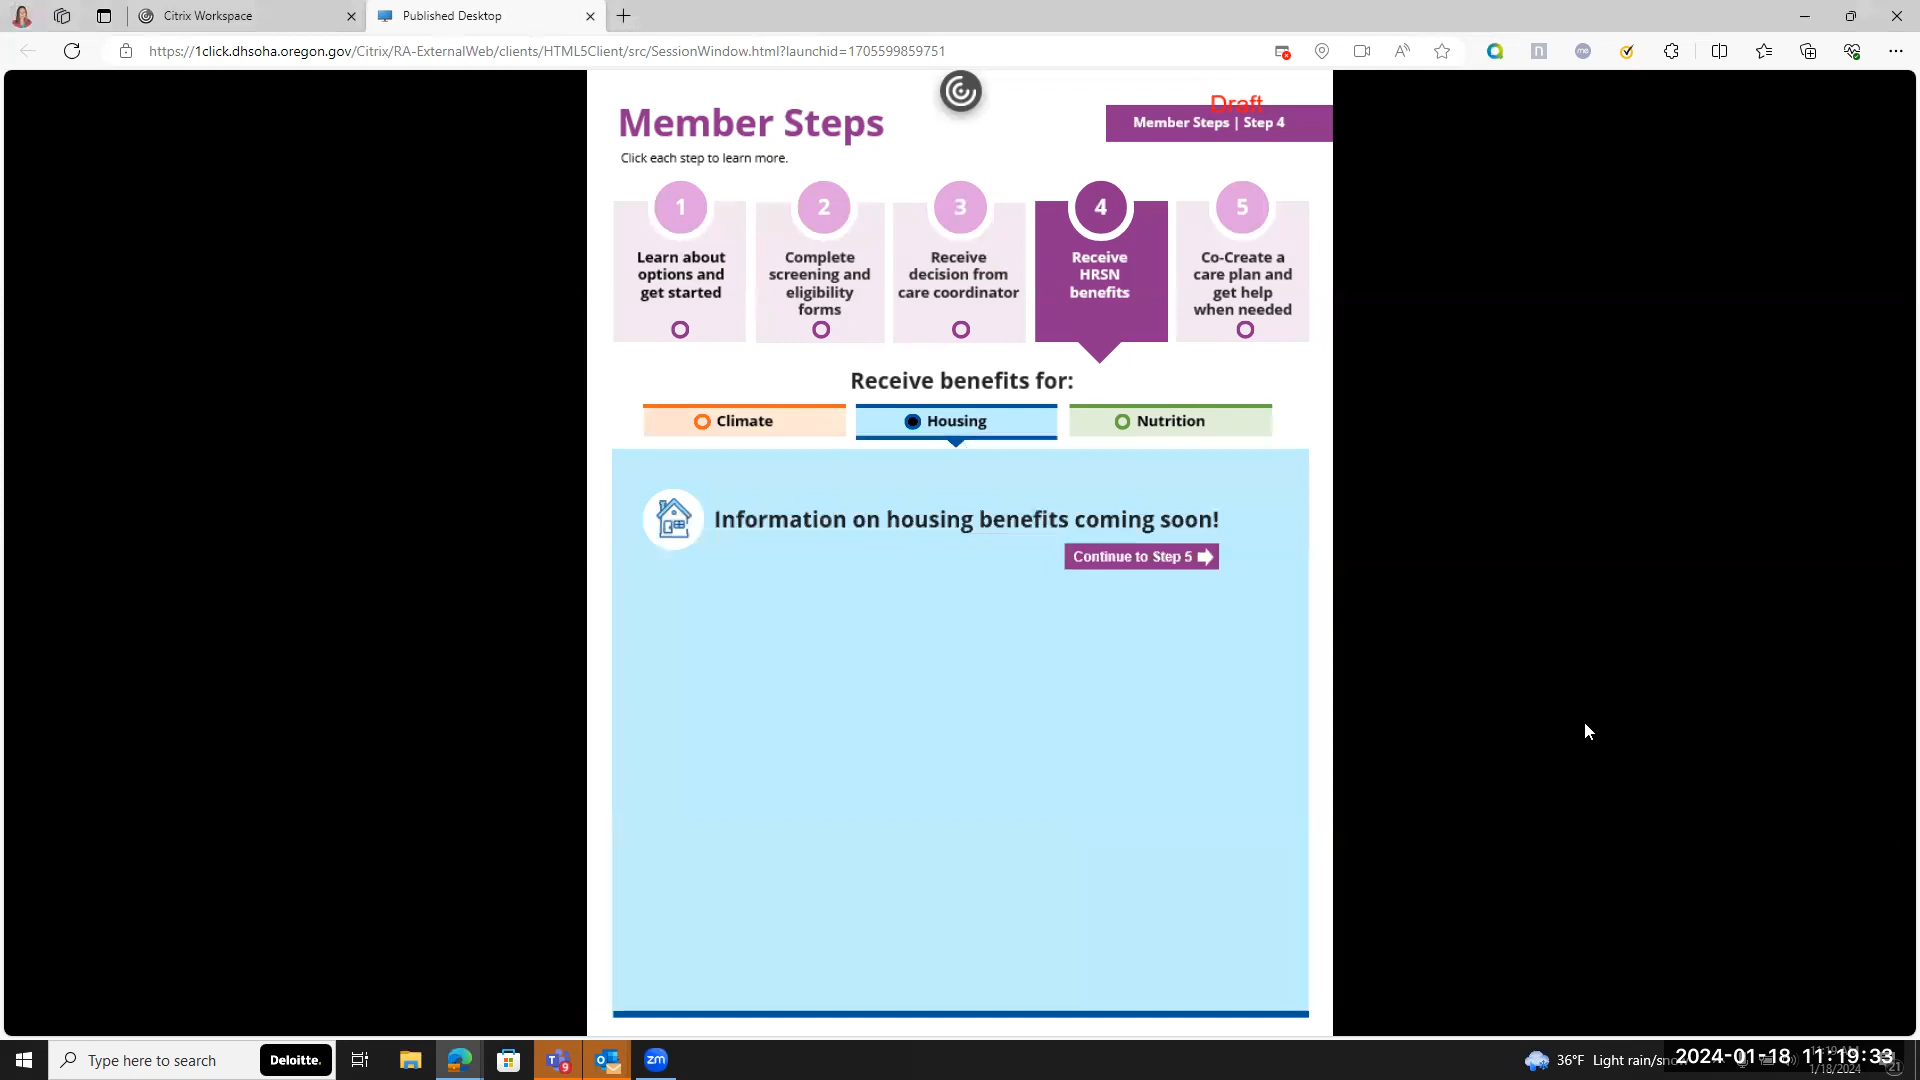 Citrix Workspace
Published Desktop
https://1click.dhsoha.oregon.gov/Citrix/RA-ExternalWeb/clients/HTML5Client/src/SessionWindow.html?launchid=1705599859751
Draft
Member Steps
Member Steps | Step 4
Click each step to learn more.
1
Learn about
options and
get started
2
Complete
screening and
eligibility
forms
3
Receive
decision from
care coordinator
4
Receive
HRSN
benefits
5
Co-Create a
care plan and
get help
when needed
Receive benefits for:
Climate
Housing
Nutrition
Information on housing benefits coming soon!
Continue to Step 5
Type here to search
Deloitte.
9
zm
36°F Light rain/s
2024-01-18 11:19:33
1/18/2024
21